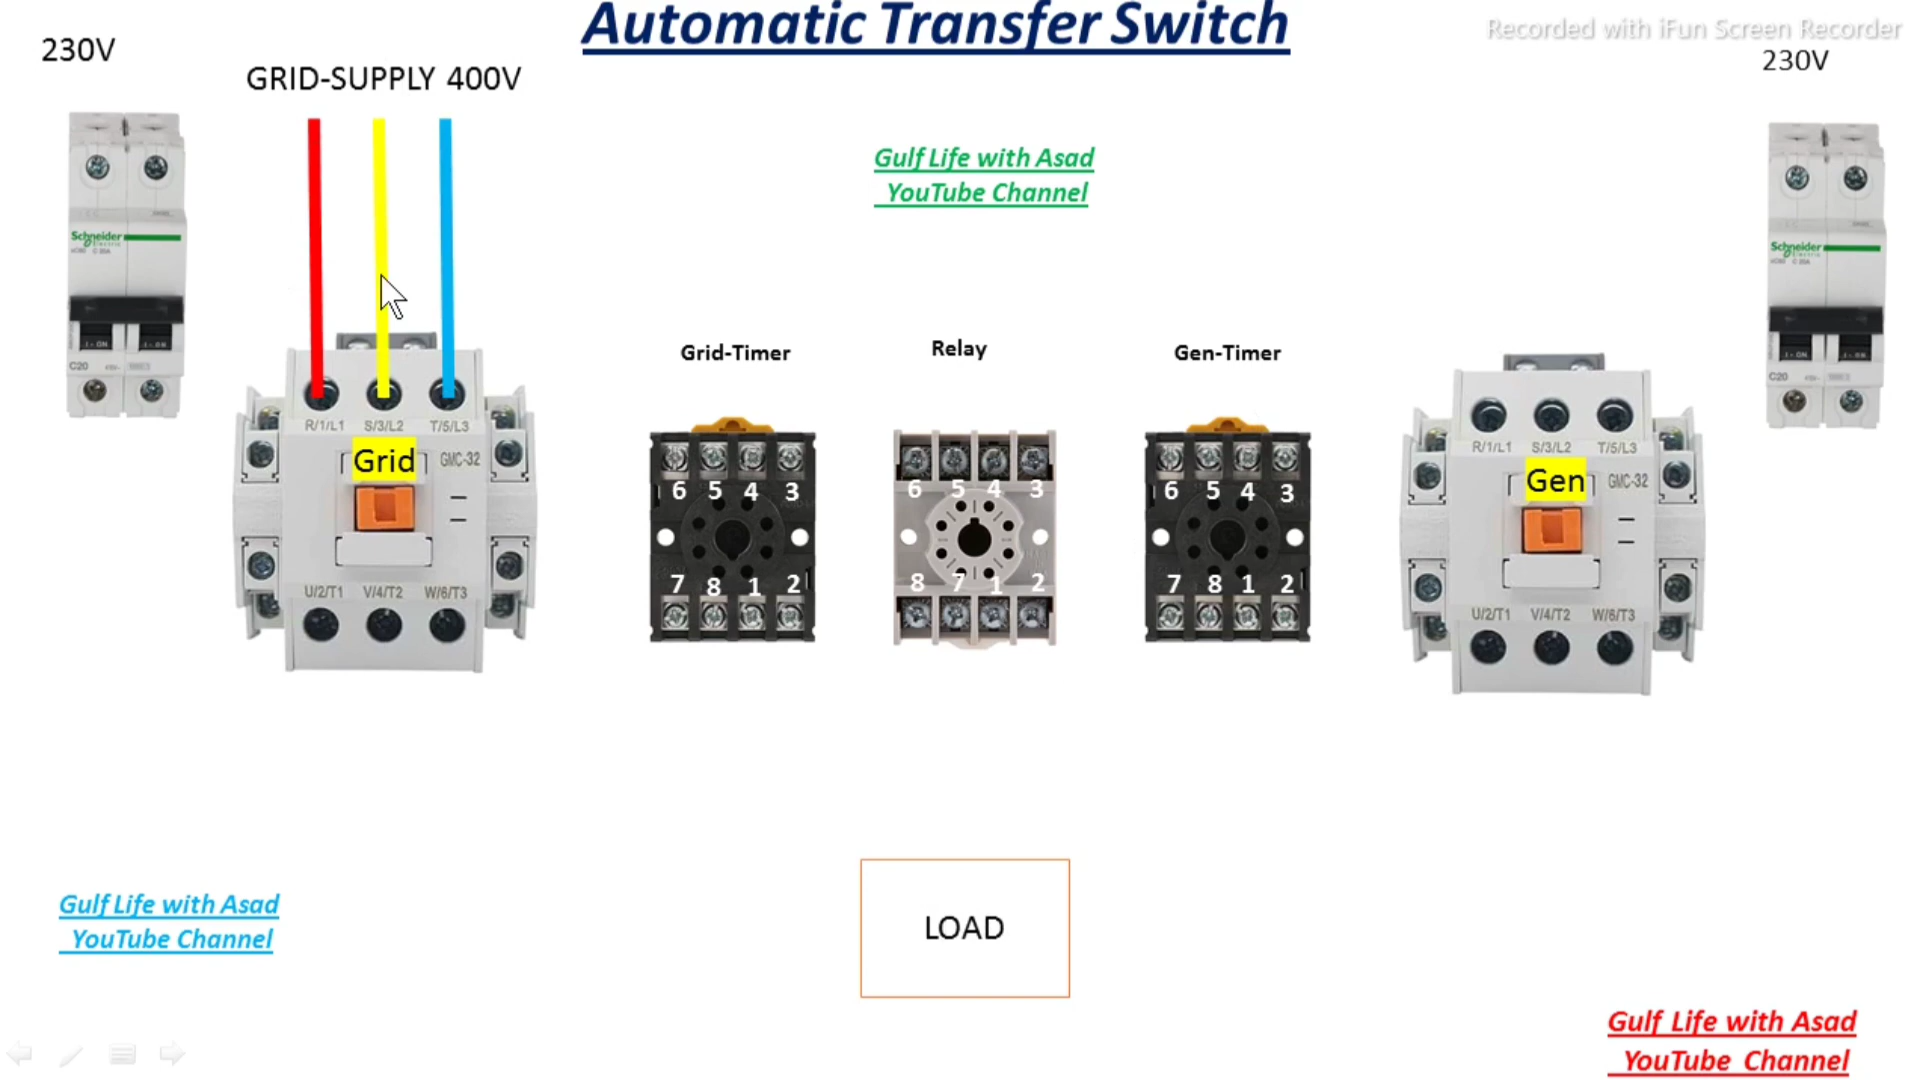 Automatic Transfer Switch
Recorded with iFun Screen Recorder
230V
230V
GRID-SUPPLY 400V
Gulf Life with Asad
YouTube Channel
Schneider
Electric
C20
Schneider
Electric
C20
Grid-Timer
Relay
Gen-Timer
R/1/L1 S/3/L2 T/5/L3
Grid
GMC-32
U/2/T1 V/4/T2 W/6/T3
6 5 4 3
7 8 1 2
6 5 4 3
8 7 1 2
6 5 4 3
7 8 1 2
R/1/L1 S/3/L2 T/5/L3
Gen
GMC-32
U/2/T1 V/4/T2 W/6/T3
LOAD
Gulf Life with Asad
YouTube Channel
Gulf Life with Asad
YouTube Channel